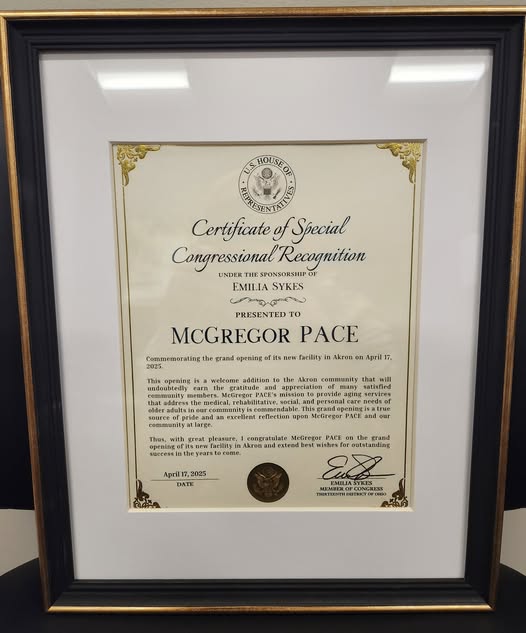 U.S. HOUSE OF
REPRESENTATIVES
Certificate of Special
Congressional Recognition
UNDER THE SPONSORSHIP OF
EMILIA SYKES
PRESENTED TO
MCGREGOR PACE
Commemorating the grand opening of its new facility in Akron on April 17,
2025.
This opening is a welcome addition to the Akron community that will
undoubtedly earn the gratitude and appreciation of many satisfied
community members. McGregor PACE's mission to provide aging services
that address the medical, rehabilitative, social, and personal care needs of
older adults in our community is commendable. This grand opening is a true
source of pride and an excellent reflection upon McGregor PACE and our
community at large.
Thus, with great pleasure, I congratulate McGregor PACE on the grand
opening of its new facility in Akron and extend best wishes for outstanding
success in the years to come.
April 17, 2025
DATE
EMILIA SYKES
MEMBER OF CONGRESS
THIRTEENTH DISTRICT OF OHIO